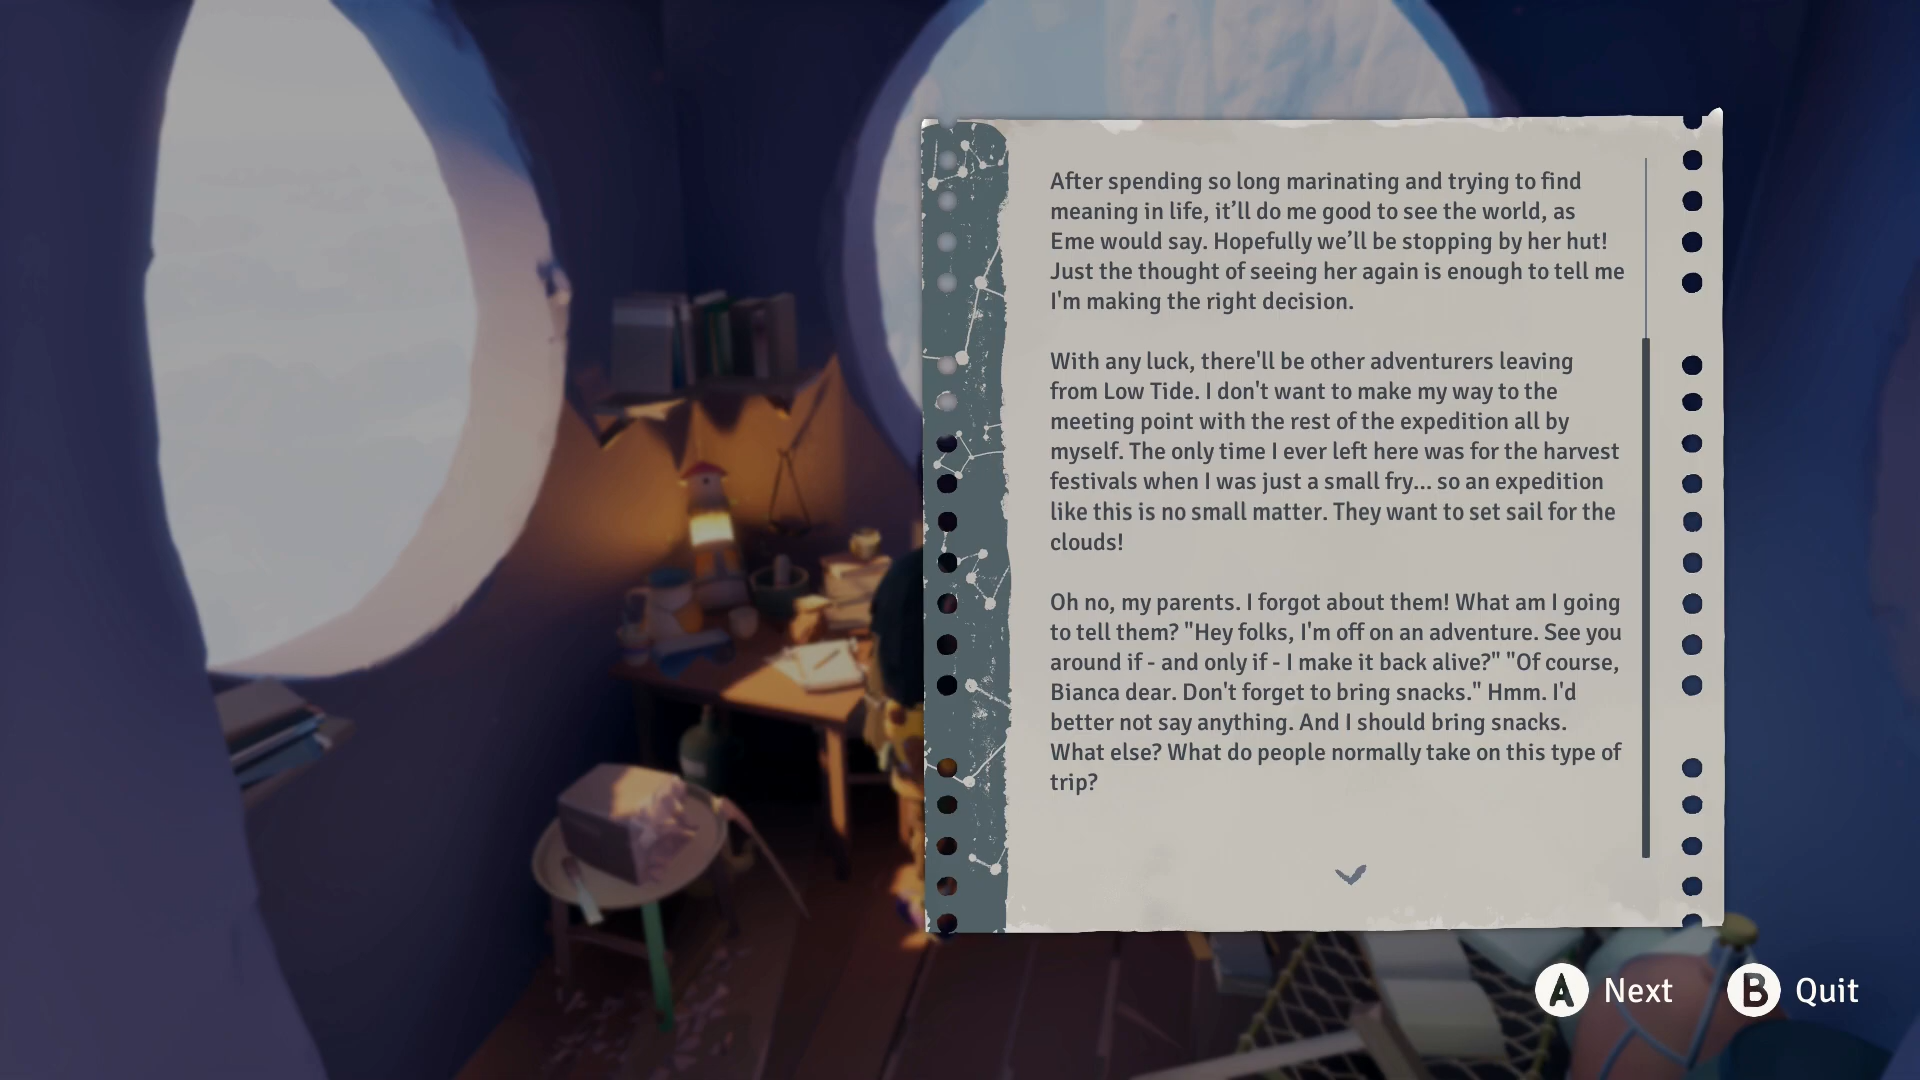 After spending so long marinating and trying to find
meaning in life, it’ll do me good to see the world, as
Eme would say. Hopefully we’ll be stopping by her hut!
Just the thought of seeing her again is enough to tell me
I'm making the right decision.
With any luck, there'll be other adventurers leaving
from Low Tide. I don't want to make my way to the
meeting point with the rest of the expedition all by
myself. The only time I ever left here was for the harvest
festivals when I was just a small fry... so an expedition
like this is no small matter. They want to set sail for the
clouds!
Oh no, my parents. I forgot about them! What am I going
to tell them? "Hey folks, I'm off on an adventure. See you
around if - and only if - I make it back alive?" "Of course,
Bianca dear. Don't forget to bring snacks." Hmm. I'd
better not say anything. And I should bring snacks.
What else? What do people normally take on this type of
trip?
A Next B Quit